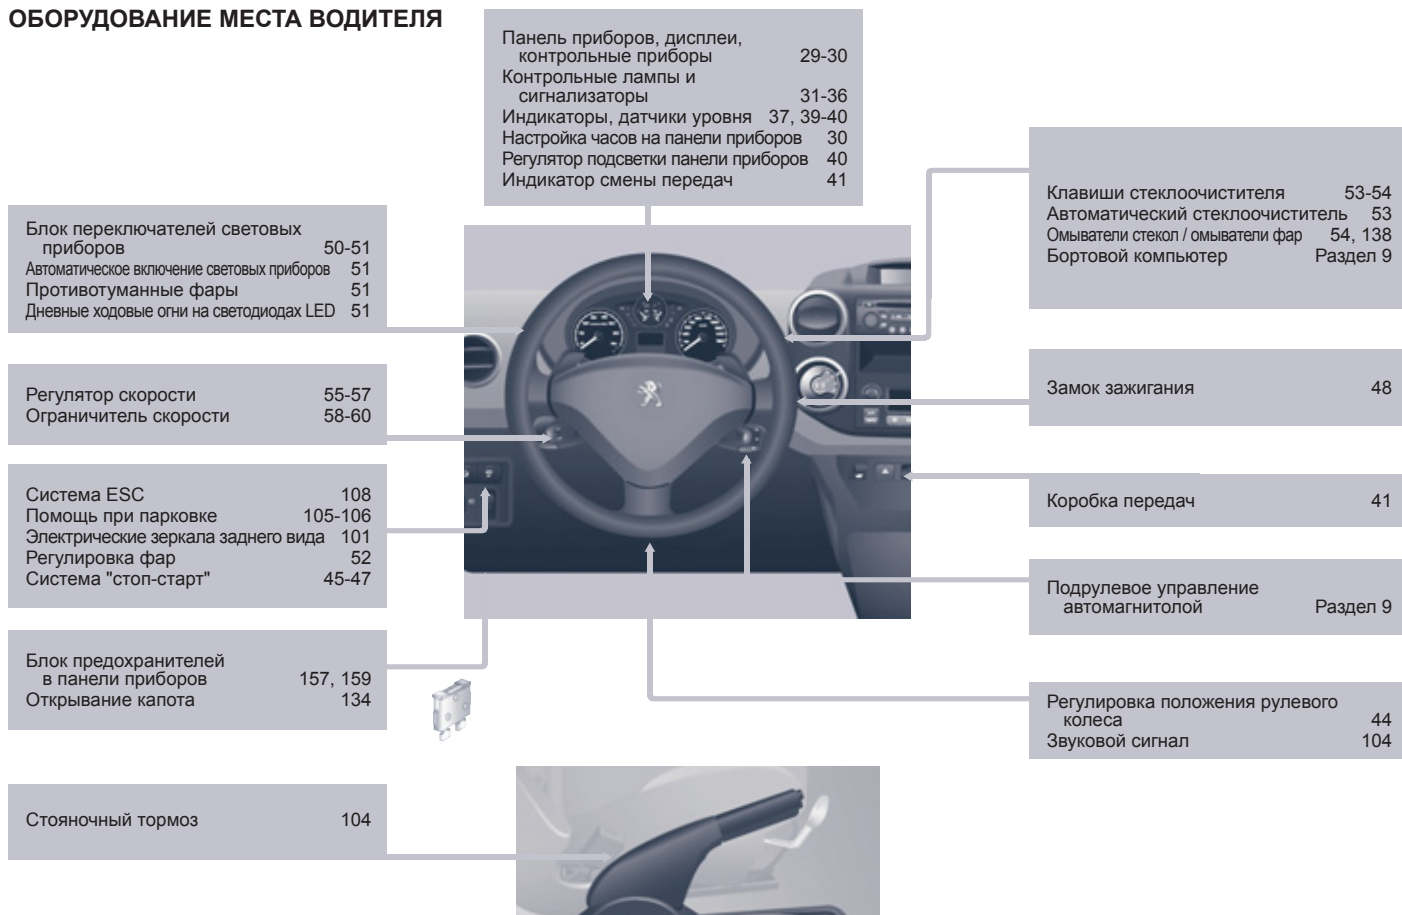 ОБОРУДОВАНИЕ МЕСТА ВОДИТЕЛЯ
Панель приборов, дисплеи,
контрольные приборы 29-30
Контрольные лампы и
сигнализаторы 31-36
Индикаторы, датчики уровня 37, 39-40
Настройка часов на панели приборов 30
Регулятор подсветки панели приборов 40
Индикатор смены передач 41
Блок переключателей световых
приборов 50-51
Автоматическое включение световых приборов 51
Противотуманные фары 51
Дневные ходовые огни на светодиодах LED 51
Регулятор скорости 55-57
Ограничитель скорости 58-60
Система ESC 108
Помощь при парковке 105-106
Электрические зеркала заднего вида 101
Регулировка фар 52
Система "стоп-старт" 45-47
Блок предохранителей
в панели приборов 157, 159
Открывание капота 134
Стояночный тормоз 104
Клавиши стеклоочистителя 53-54
Автоматический стеклоочиститель 53
Омыватели стекол / омыватели фар 54, 138
Бортовой компьютер Раздел 9
Замок зажигания 48
Коробка передач 41
Подрулевое управление
автомагнитолой Раздел 9
Регулировка положения рулевого
колеса 44
Звуковой сигнал 104